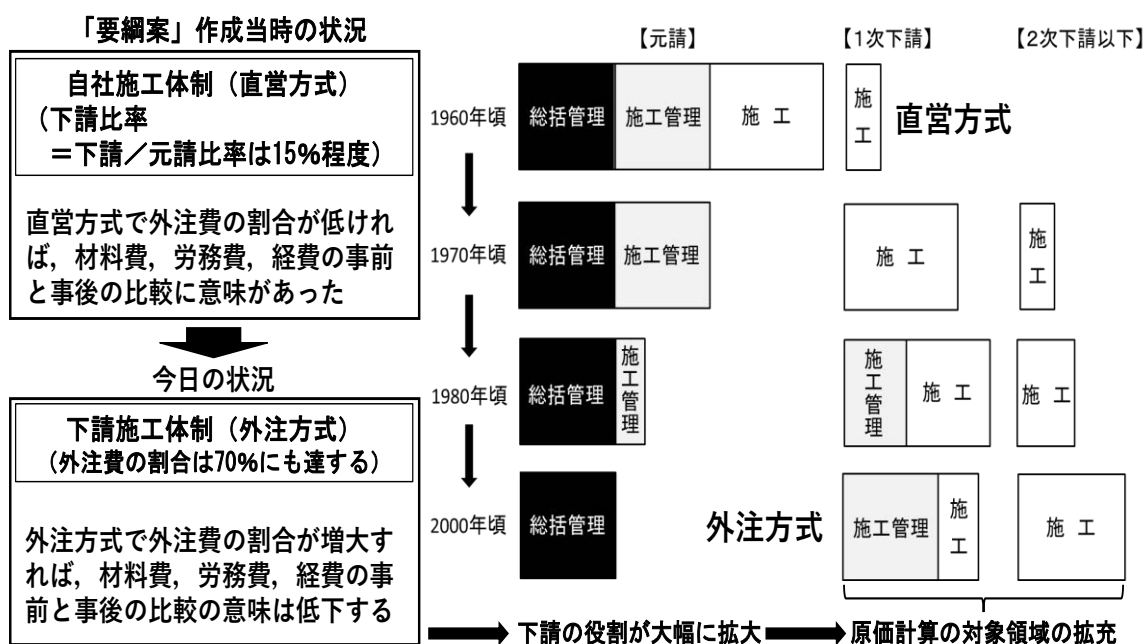 「要綱案」作成当時の状況
自社施工体制（直営方式）
（下請比率
＝下請／元請比率は15%程度）
直営方式で外注費の割合が低けれ
ば，材料費，労務費，経費の事前
と事後の比較に意味があった
今日の状況
下請施工体制（外注方式）
（外注費の割合は70%にも達する）
外注方式で外注費の割合が増大す
れば，材料費，労務費，経費の事
前と事後の比較の意味は低下する
【元請】
【1次下請】
【2次下請以下】
1960年頃
総括管理
施工管理
施 工
施工
直営方式
1970年頃
総括管理
施工管理
施 工
施工
1980年頃
総括管理
施工管理
施工管理
施 工
施 工
2000年頃
総括管理
外注方式
施工管理
施工
施 工
下請の役割が大幅に拡大
原価計算の対象領域の拡充